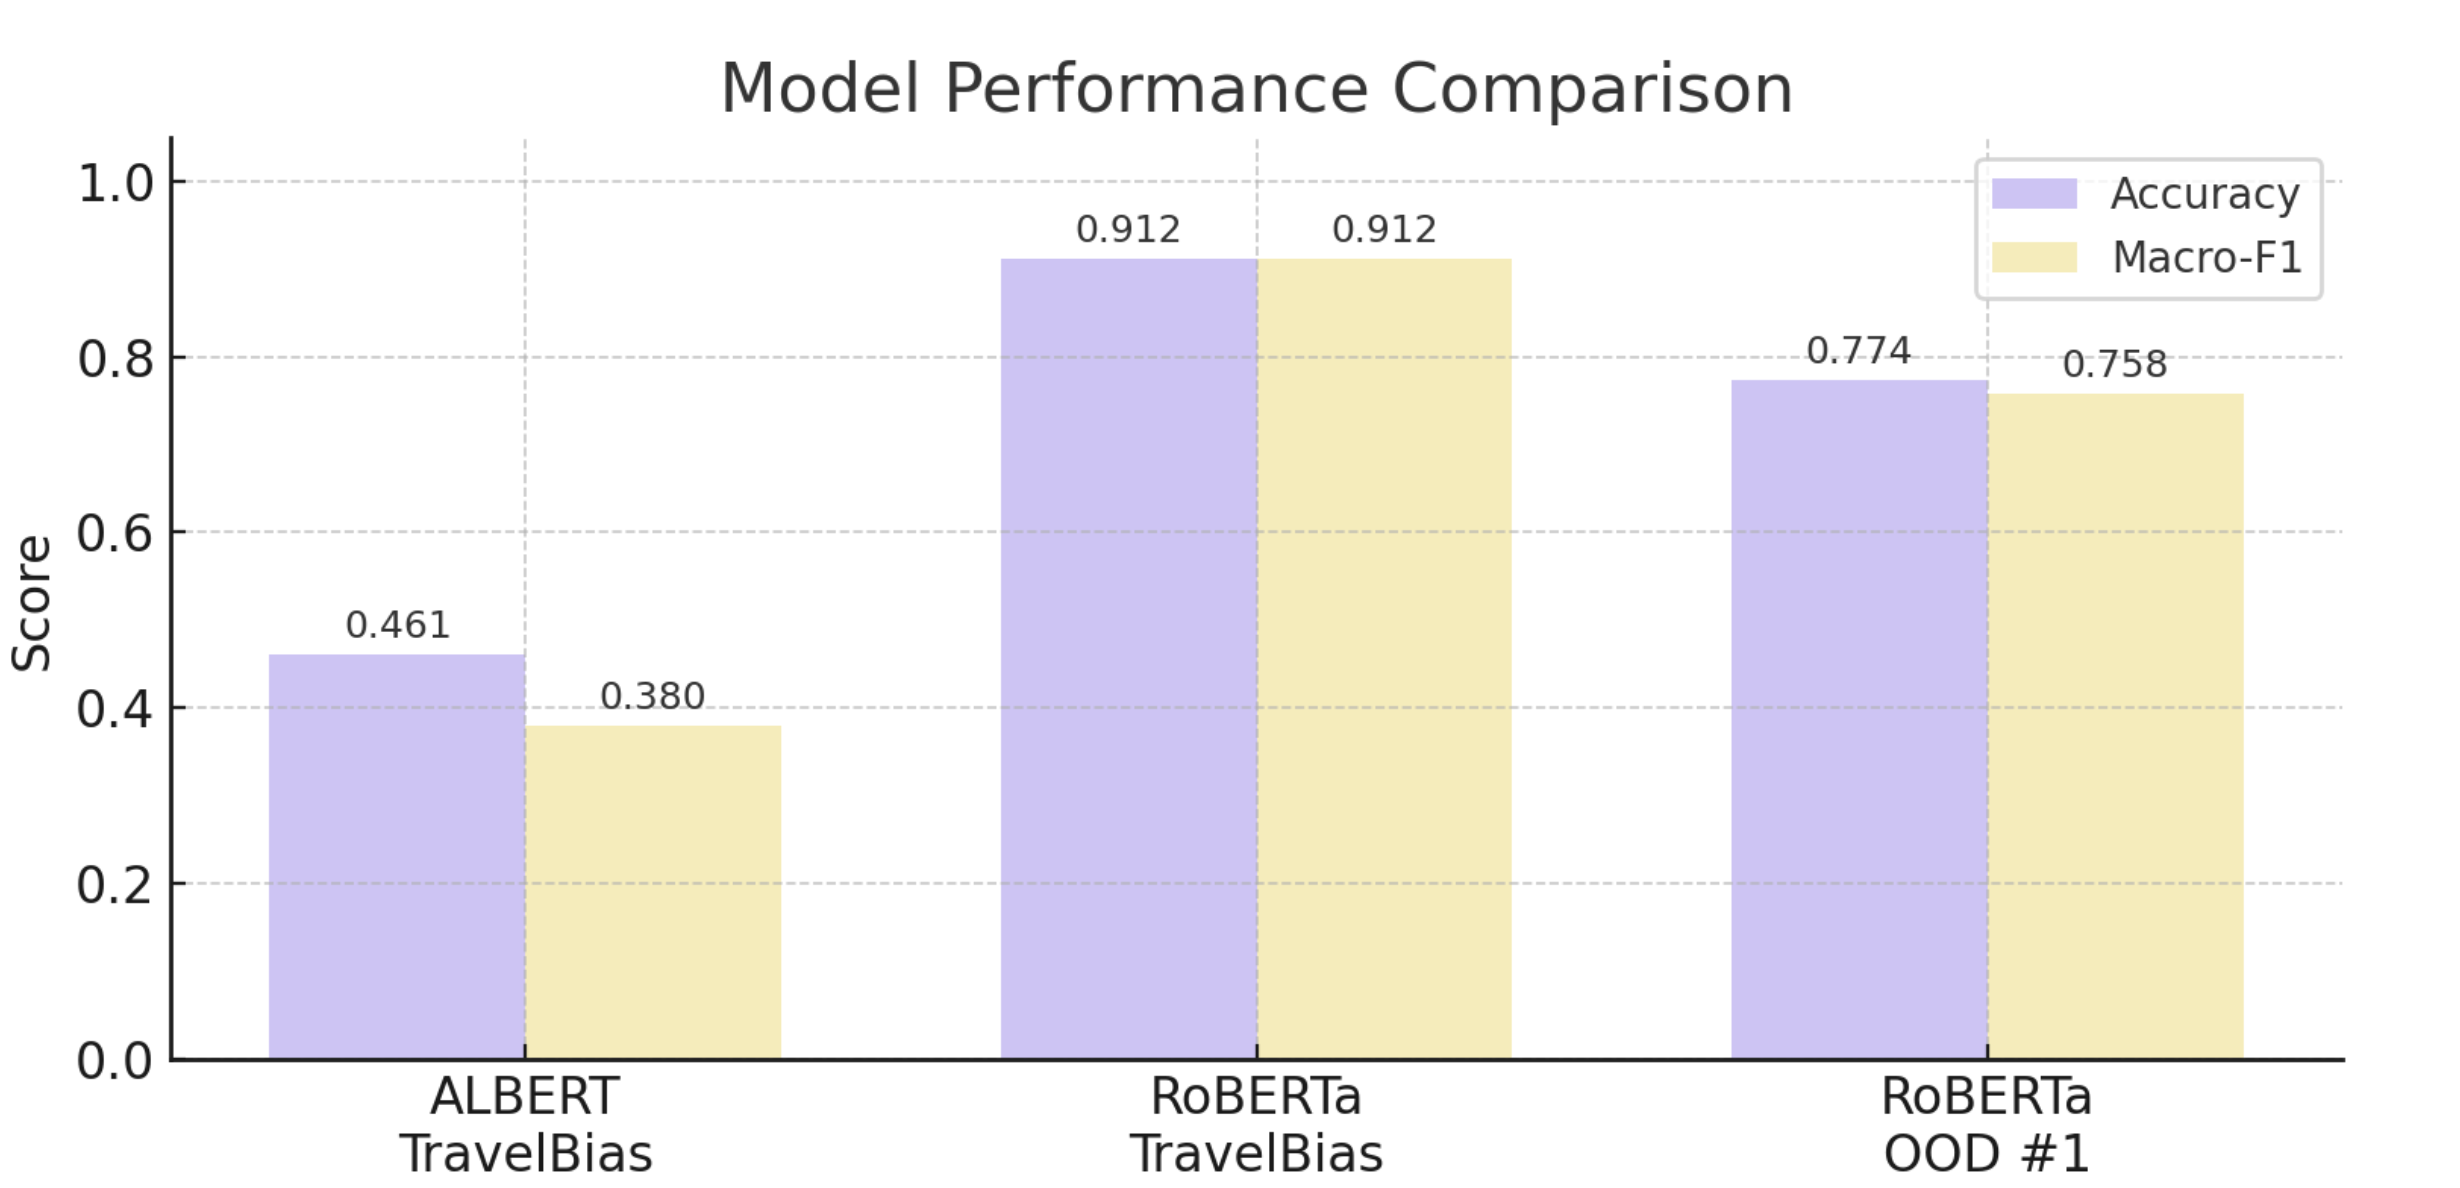 Model Performance Comparison
1.0
0.8
0.6
0.4
0.2
0.0
Score
0.461
0.380
0.912
0.912
0.774
0.758
Accuracy
Macro-F1
ALBERT
TravelBias
RoBERTa
TravelBias
RoBERTa
OOD #1